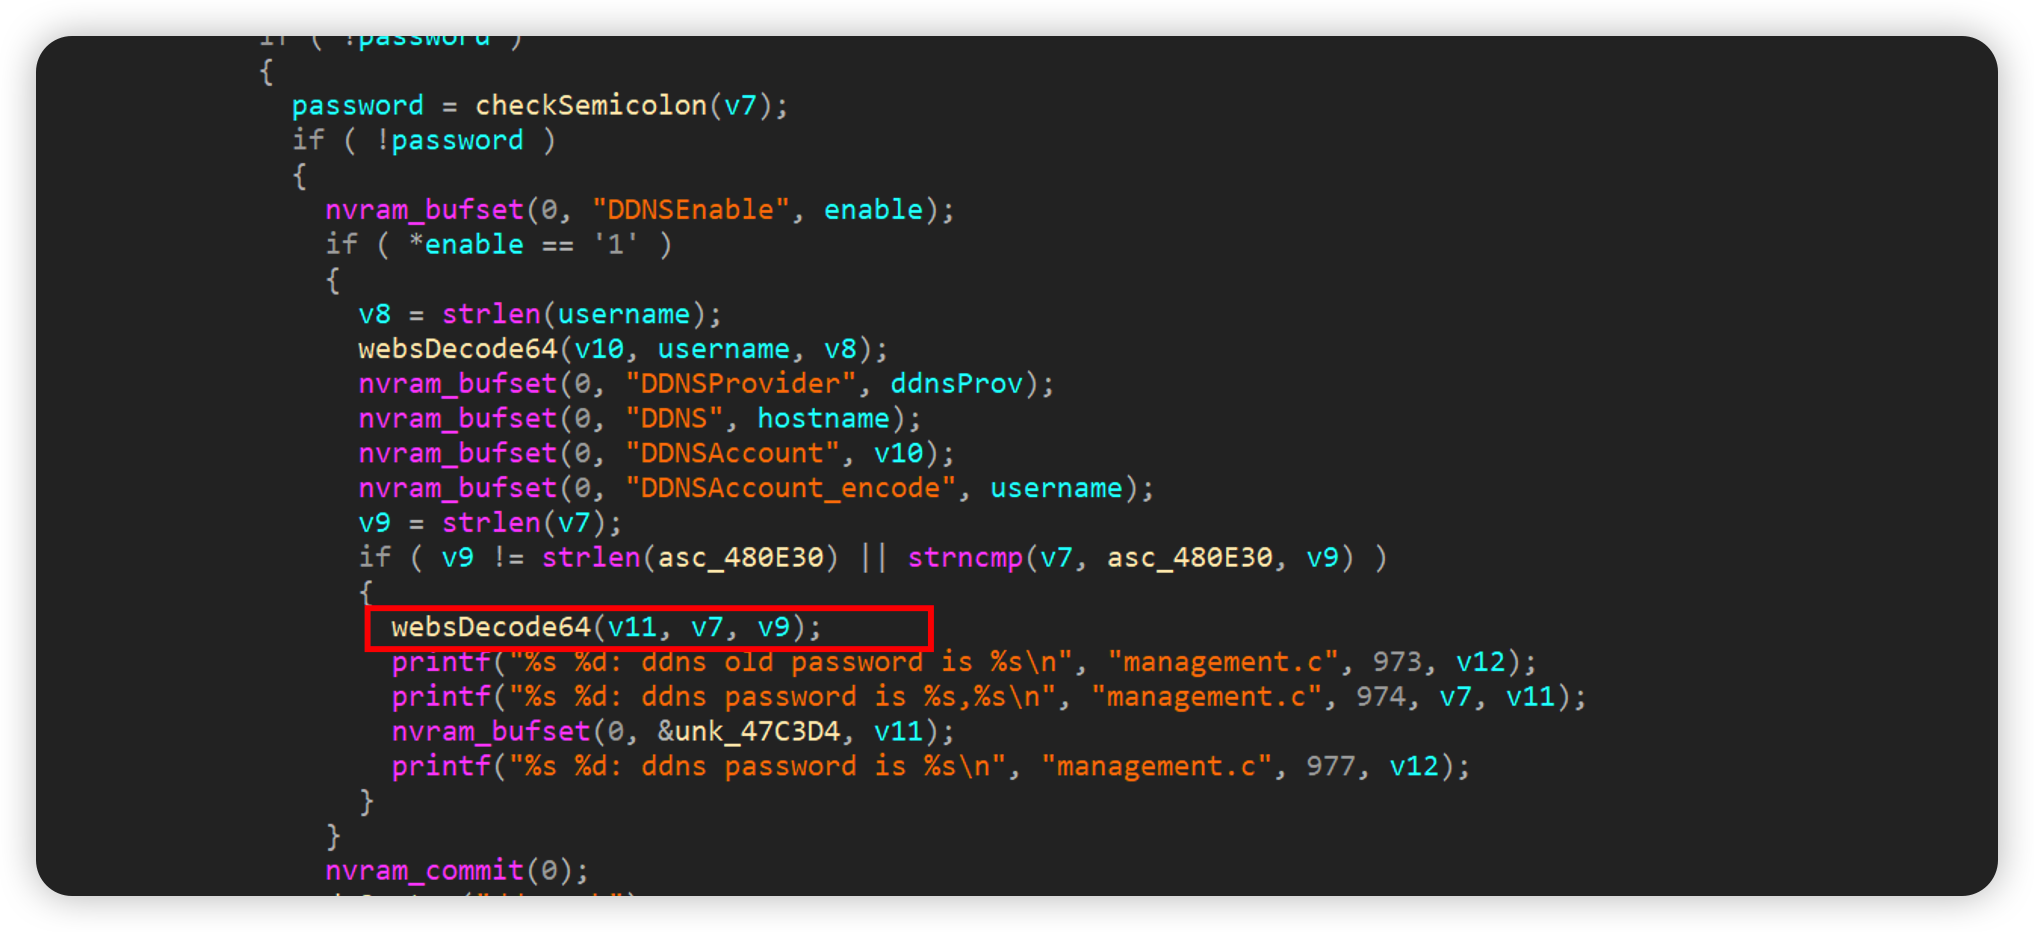 if ( !password )
{
password = checkSemicolon(v7);
if ( !password )
{
nvram_bufset(0, "DDNSEnable", enable);
if ( *enable == '1' )
{
v8 = strlen(username);
websDecode64(v10, username, v8);
nvram_bufset(0, "DDNSProvider", ddnsProv);
nvram_bufset(0, "DDNS", hostname);
nvram_bufset(0, "DDNSAccount", v10);
nvram_bufset(0, "DDNSAccount_encode", username);
v9 = strlen(v7);
if ( v9 != strlen(asc_480E30) || strncmp(v7, asc_480E30, v9) )
{
websDecode64(v11, v7, v9);
printf("%s %d: ddns old password is %s\n", "management.c", 973, v12);
printf("%s %d: ddns password is %s,%s\n", "management.c", 974, v7, v11);
nvram_bufset(0, &unk_47C3D4, v11);
printf("%s %d: ddns password is %s\n", "management.c", 977, v12);
}
}
nvram_commit(0);